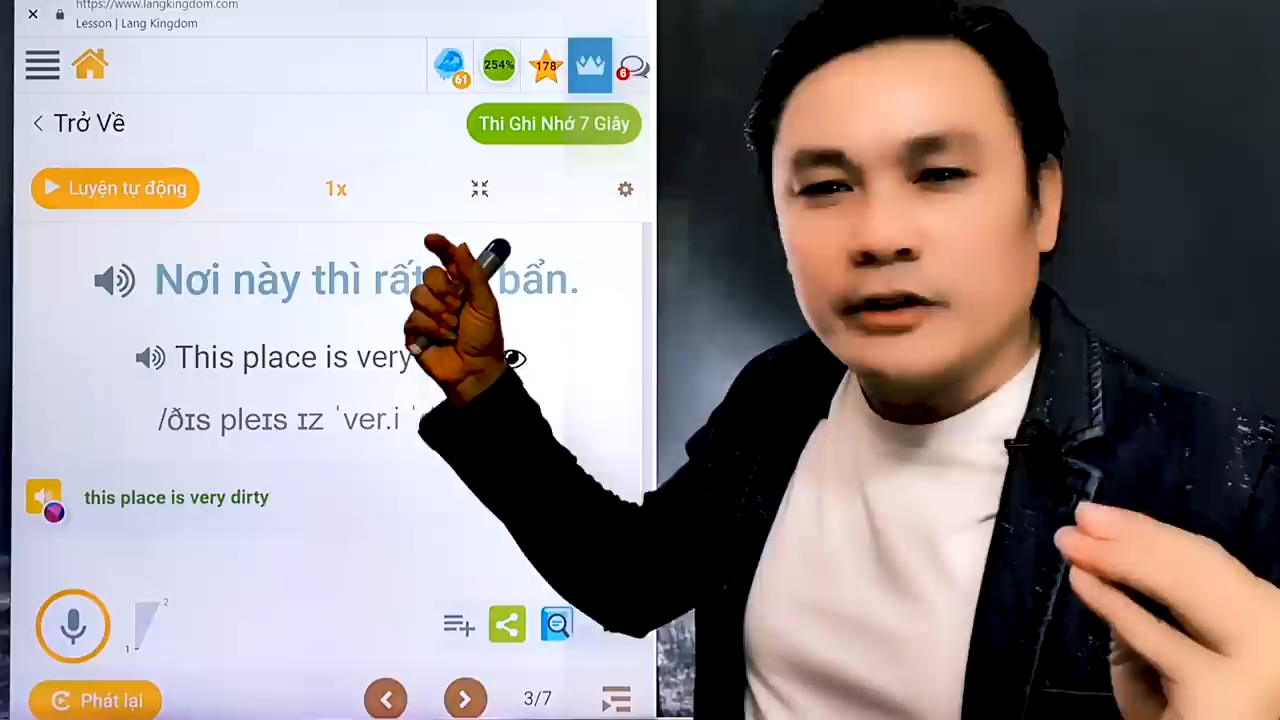 https://www.langkingdom.com
Lesson | Lang Kingdom
61
254%
178
6
Trở Về
Thi Ghi Nhớ 7 Giây
Luyện tự động
1x
Nơi này thì rất bẩn.
This place is very
/ðɪs pleɪs ɪz ˈver.i ˈ
this place is very dirty
2
1
Phát lại
3/7